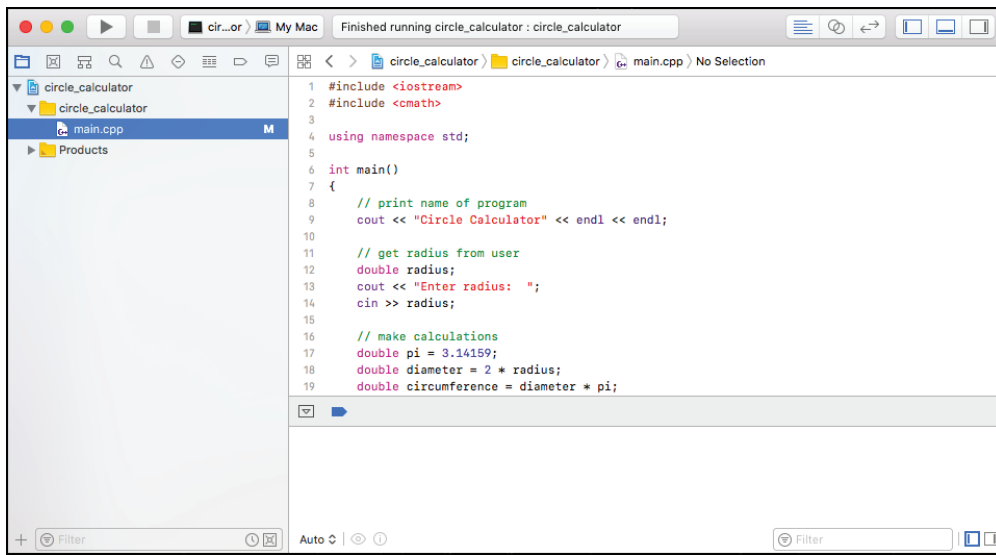 cir...or 〉 My Mac
Finished running circle_calculator : circle_calculator
circle_calculator 〉 circle_calculator 〉 main.cpp 〉 No Selection
circle_calculator
circle_calculator
main.cpp M
Products
1 #include <iostream>
2 #include <cmath>
3
4 using namespace std;
5
6 int main()
7 {
8 // print name of program
9 cout << "Circle Calculator" << endl << endl;
10
11 // get radius from user
12 double radius;
13 cout << "Enter radius:  ";
14 cin >> radius;
15
16 // make calculations
17 double pi = 3.14159;
18 double diameter = 2 * radius;
19 double circumference = diameter * pi;
Filter
Auto
Filter